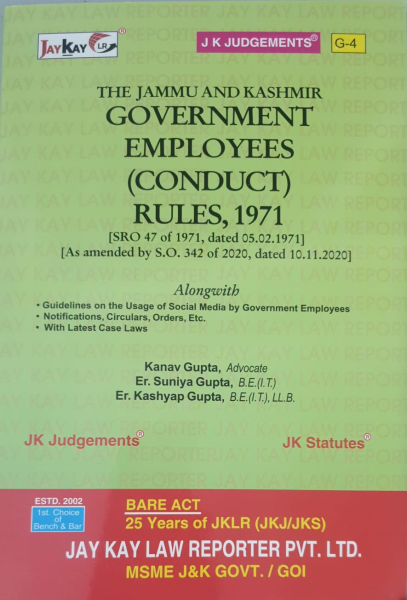 JAYKAY LR®
J K JUDGEMENTS®
G-4
THE JAMMU AND KASHMIR
GOVERNMENT
EMPLOYEES
(CONDUCT)
RULES, 1971
[SRO 47 of 1971, dated 05.02.1971]
[As amended by S.O. 342 of 2020, dated 10.11.2020]
Alongwith
• Guidelines on the Usage of Social Media by Government Employees
• Notifications, Circulars, Orders, Etc.
• With Latest Case Laws
Kanav Gupta, Advocate
Er. Suniya Gupta, B.E.(I.T.)
Er. Kashyap Gupta, B.E.(I.T.), LL.B.
JK Judgements®
JK Statutes®
ESTD. 2002
1st. Choice
of
Bench & Bar
BARE ACT
25 Years of JKLR (JKJ/JKS)
JAY KAY LAW REPORTER PVT. LTD.
MSME J&K GOVT. / GOI